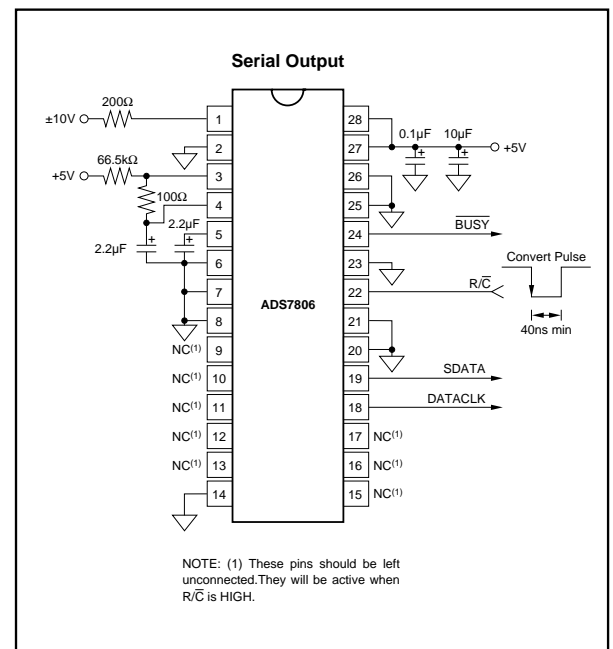 Serial Output
±10V
200Ω
1
28
0.1µF
10µF
+
+
+5V
2
27
+5V
66.5kΩ
3
26
100Ω
4
25
2.2µF
+
2.2µF
+
5
24
BUSY
6
23
Convert Pulse
7
22
R/C
ADS7806
8
21
40ns min
NC(1)
9
20
NC(1)
10
19
SDATA
NC(1)
11
18
DATACLK
NC(1)
12
17
NC(1)
NC(1)
13
16
NC(1)
14
15
NC(1)
NOTE: (1) These pins should be left
unconnected.They will be active when
R/C is HIGH.